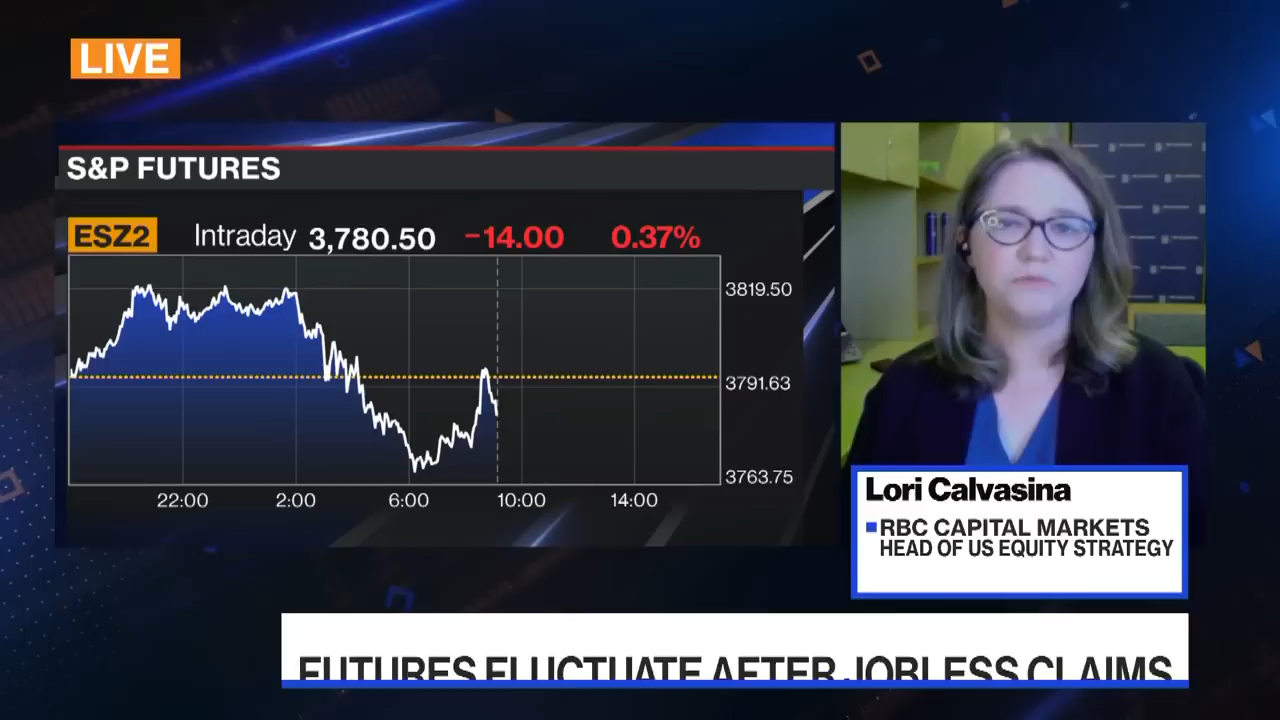 LIVE
S&P FUTURES
ESZ2 Intraday 3,780.50 -14.00 0.37%
3819.50
3791.63
3763.75
22:00 2:00 6:00 10:00 14:00
Lori Calvasina
RBC CAPITAL MARKETS
HEAD OF US EQUITY STRATEGY
FUTURES FLUCTUATE AFTER JOBLESS CLAIMS